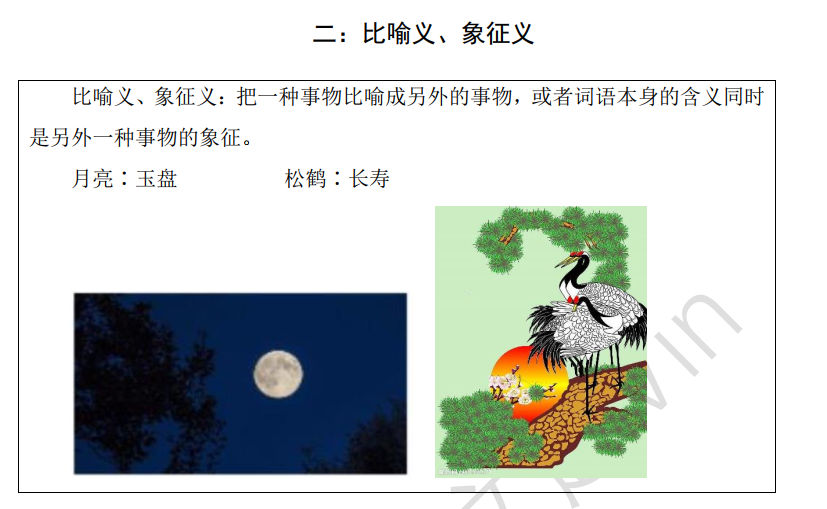 二：比喻义、象征义
比喻义、象征义：把一种事物比喻成另外的事物，或者词语本身的含义同时
是另外一种事物的象征。
月亮：玉盘　　　　　松鹤：长寿